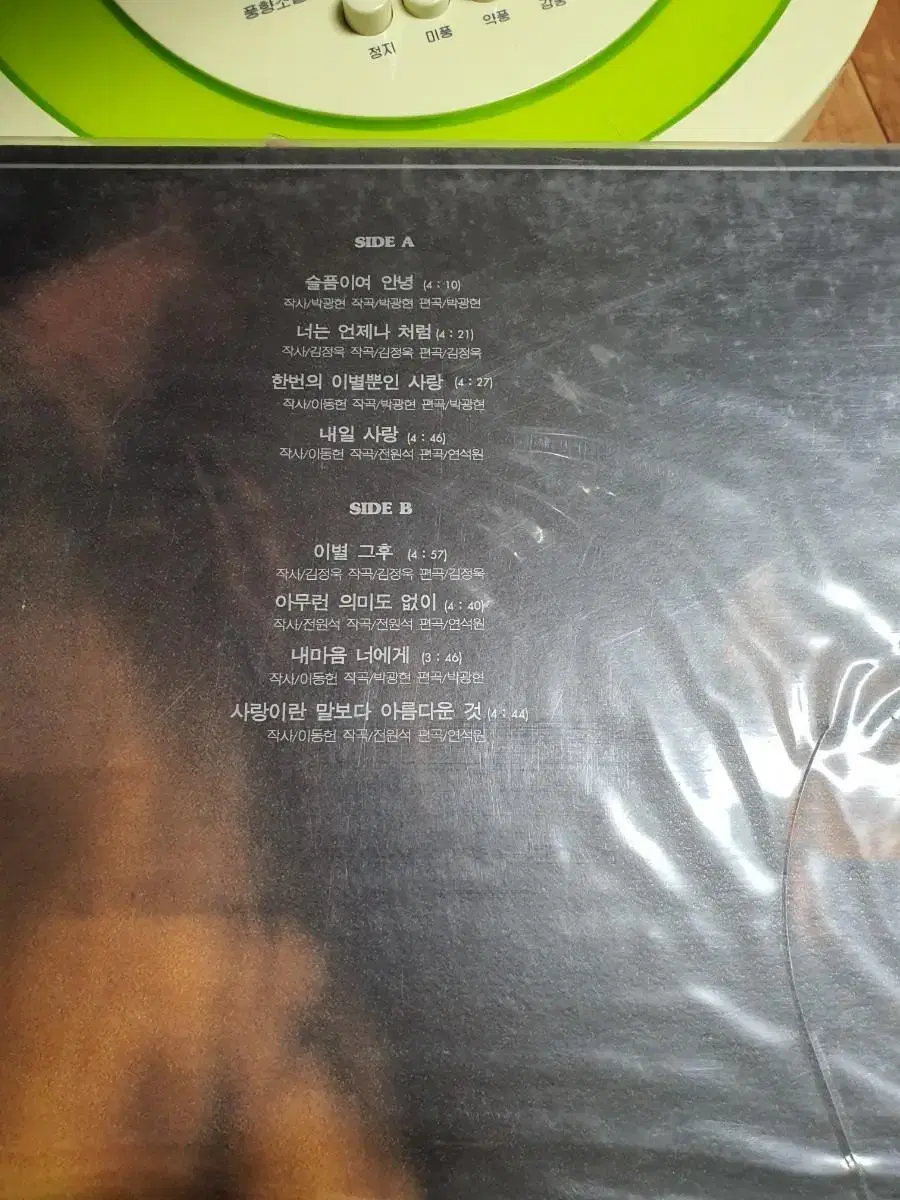 정지 미풍 약풍
SIDE A
슬픔이여 안녕 (4 : 10)
작사/박광현 작곡/박광현 편곡/박광현
너는 언제나 처럼 (4 : 21)
작사/김정욱 작곡/김정욱 편곡/김정욱
한번의 이별뿐인 사랑 (4 : 27)
작사/이동헌 작곡/박광현 편곡/박광현
내일 사랑 (4 : 46)
작사/이동헌 작곡/전원석 편곡/연석원
SIDE B
이별 그후 (4 : 57)
작사/김정욱 작곡/김정욱 편곡/김정욱
아무런 의미도 없이 (4 : 40)
작사/전원석 작곡/전원석 편곡/연석원
내마음 너에게 (3 : 46)
작사/이동헌 작곡/박광현 편곡/박광현
사랑이란 말보다 아름다운 것 (4 : 44)
작사/이동헌 작곡/전원석 편곡/연석원